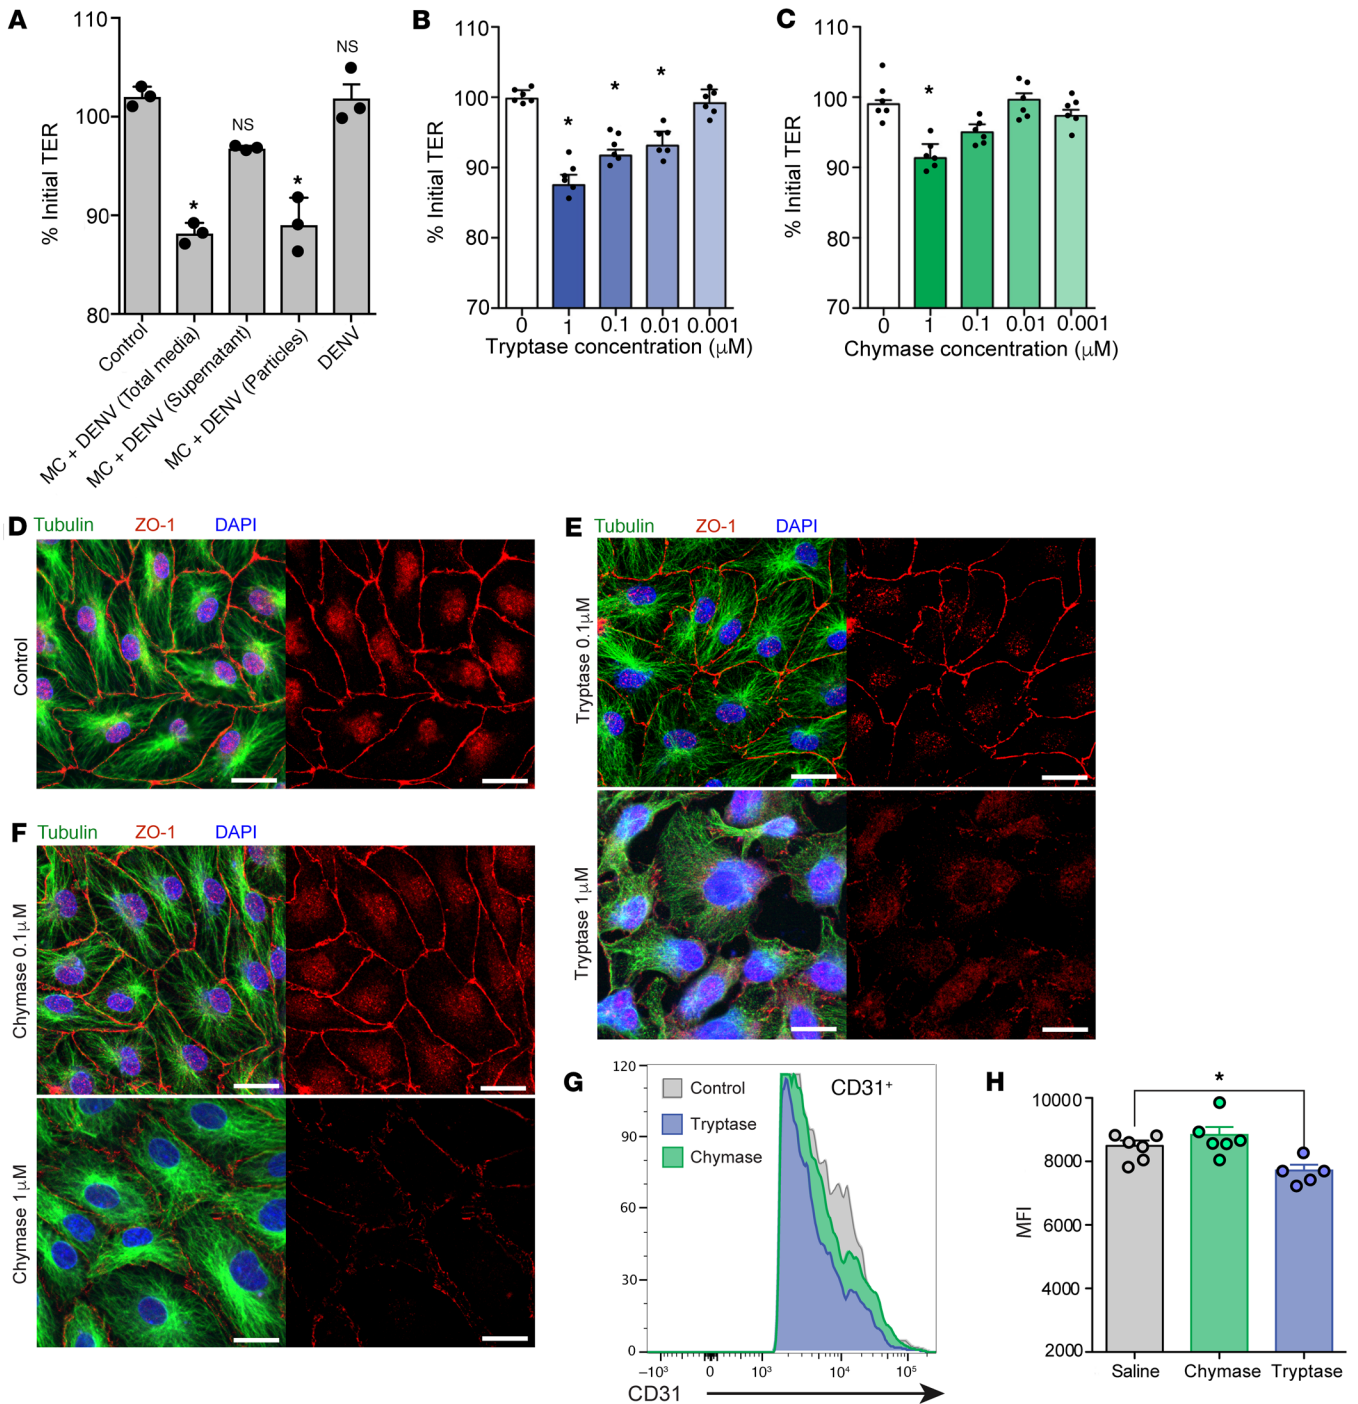 A
110
100
90
80
% Initial TER
NS
*
NS
*
Control
MC + DENV (Total media)
MC + DENV (Supernatant)
MC + DENV (Particles)
DENV
B
110
100
90
80
70
% Initial TER
*
*
*
0 1 0.1 0.01 0.001
Tryptase concentration (μM)
C
110
100
90
80
70
% Initial TER
*
0 1 0.1 0.01 0.001
Chymase concentration (μM)
D Tubulin ZO-1 DAPI
Control
E Tubulin ZO-1 DAPI
Tryptase 0.1μM
Tryptase 1μM
F Tubulin ZO-1 DAPI
Chymase 0.1μM
Chymase 1μM
G
120
90
60
30
0
Control
Tryptase
Chymase
CD31⁺
−10³ 0 10³ 10⁴ 10⁵
CD31
H
*
10000
8000
6000
4000
2000
MFI
Saline Chymase Tryptase